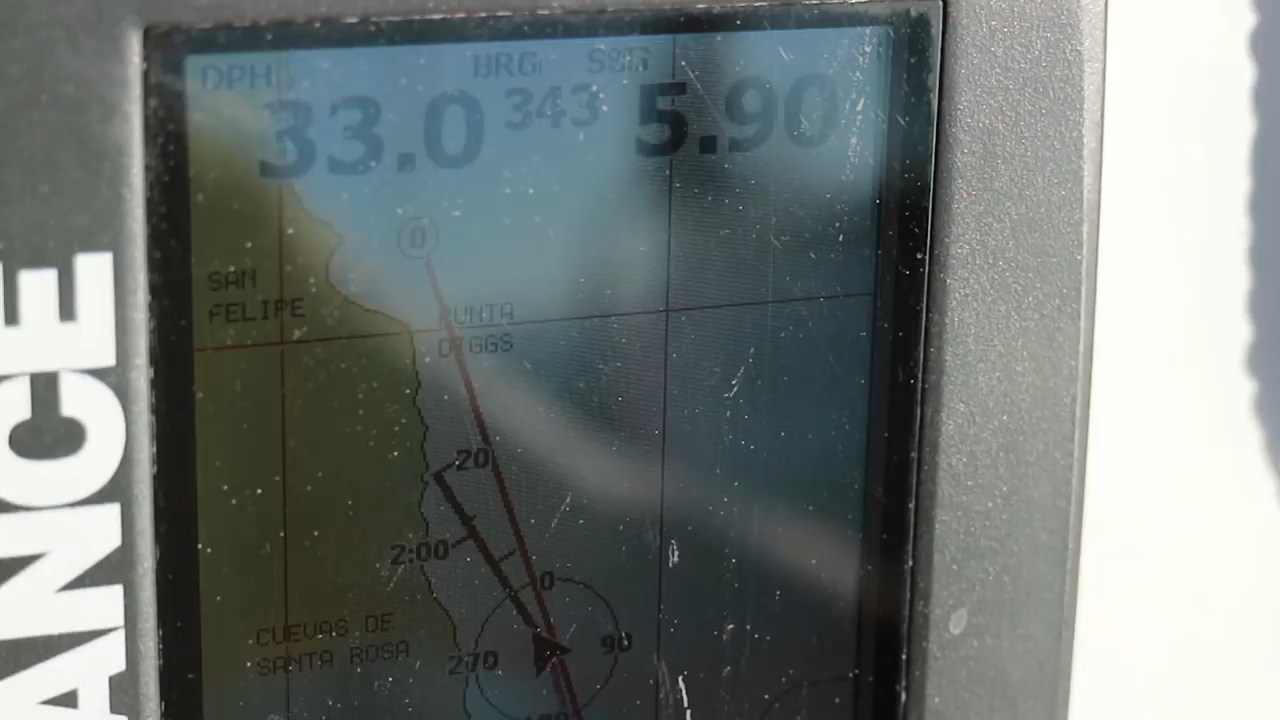 DPH BRG SOG
33.0 343 5.90
0
SAN
FELIPE
PUNTA
DIGGS
20
2:00
0
90
270
CUEVAS DE
SANTA ROSA
ANCE